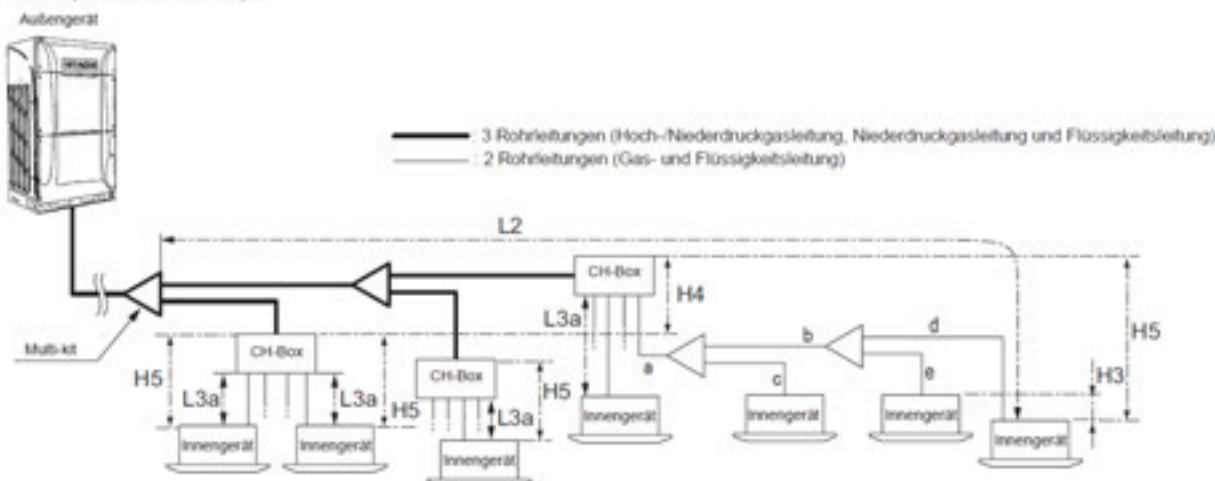 Außengerät
: 3 Rohrleitungen (Hoch-/Niederdruckgasleitung, Niederdruckgasleitung und Flüssigkeitsleitung)
: 2 Rohrleitungen (Gas- und Flüssigkeitsleitung)
L2
CH-Box
H4
L3a
H5
b
d
Multi-kit
CH-Box
H5
L3a
L3a
H5
CH-Box
H5
L3a
a
c
e
H3
Innengerät
Innengerät
Innengerät
Innengerät
Innengerät
Innengerät
Innengerät